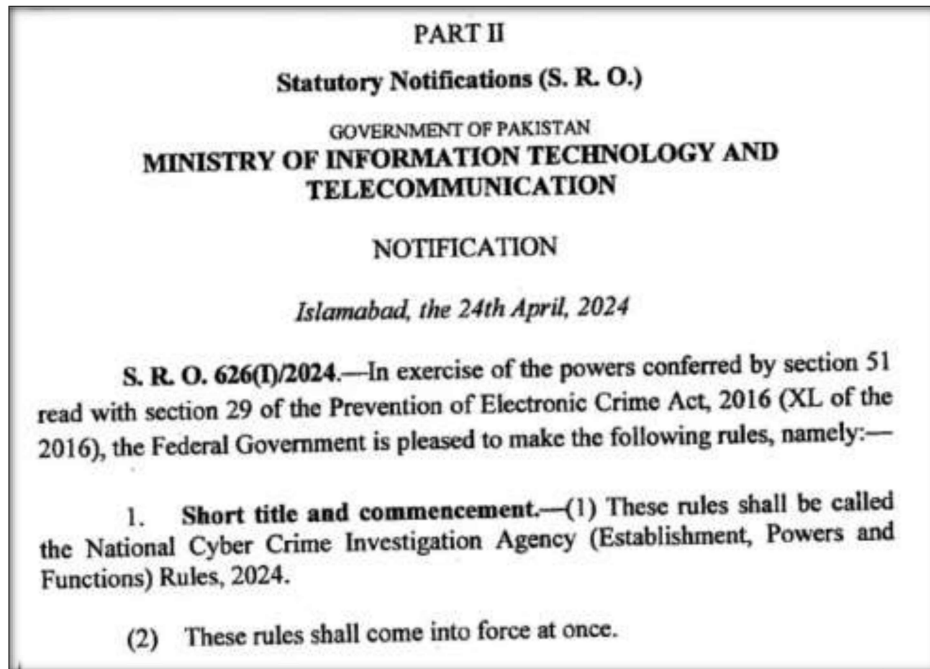 PART II
Statutory Notifications (S. R. O.)
GOVERNMENT OF PAKISTAN
MINISTRY OF INFORMATION TECHNOLOGY AND
TELECOMMUNICATION
NOTIFICATION
Islamabad, the 24th April, 2024
S. R. O. 626(I)/2024.—In exercise of the powers conferred by section 51
read with section 29 of the Prevention of Electronic Crime Act, 2016 (XL of the
2016), the Federal Government is pleased to make the following rules, namely:—
1. Short title and commencement.—(1) These rules shall be called
the National Cyber Crime Investigation Agency (Establishment, Powers and
Functions) Rules, 2024.
(2) These rules shall come into force at once.